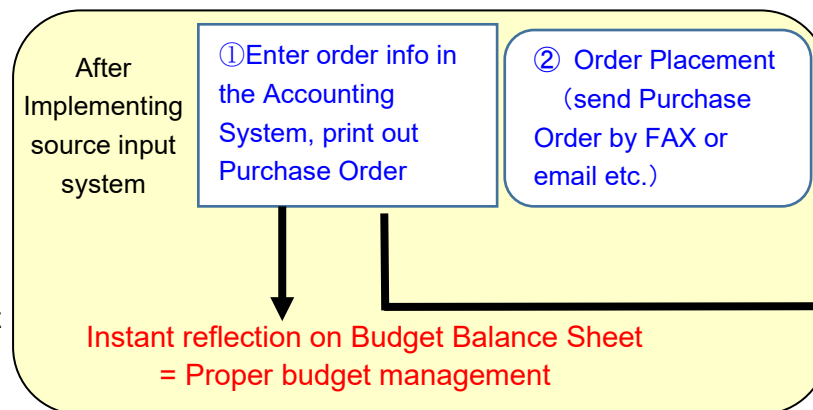 After
Implementing
source input
system
①Enter order info in
the Accounting
System, print out
Purchase Order
② Order Placement
（send Purchase
Order by FAX or
email etc.）
Instant reflection on Budget Balance Sheet
= Proper budget management